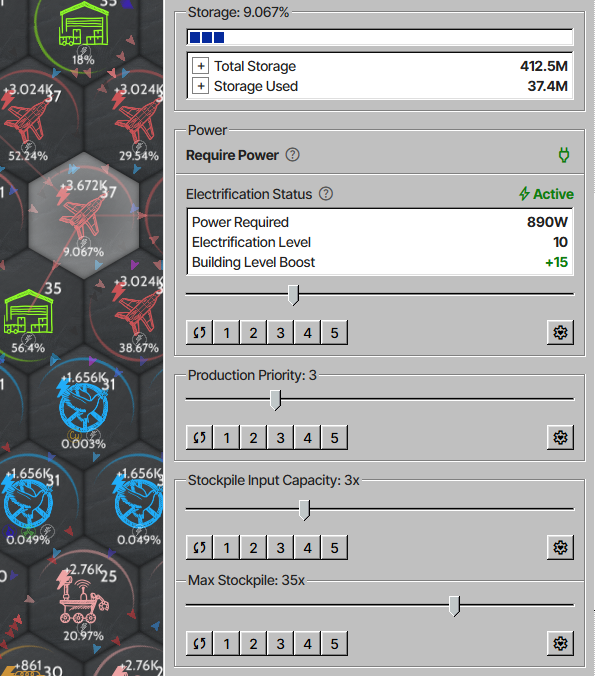 35
18%
+3.024K
37
+3.024K
52.24%
29.54%
+3.672K
37
9.067%
35
+3.024K
56.4%
38.67%
+1.656K
31
0.003%
+1.656K
31
+1.656K
0.049%
0.049%
+2.76K
25
20.97%
+861
30
+2.76K
Storage: 9.067%
+ Total Storage 412.5M
+ Storage Used 37.4M
Power
Require Power ?
Electrification Status ? Active
Power Required 890W
Electrification Level 10
Building Level Boost +15
1 2 3 4 5
Production Priority: 3
1 2 3 4 5
Stockpile Input Capacity: 3x
1 2 3 4 5
Max Stockpile: 35x
1 2 3 4 5